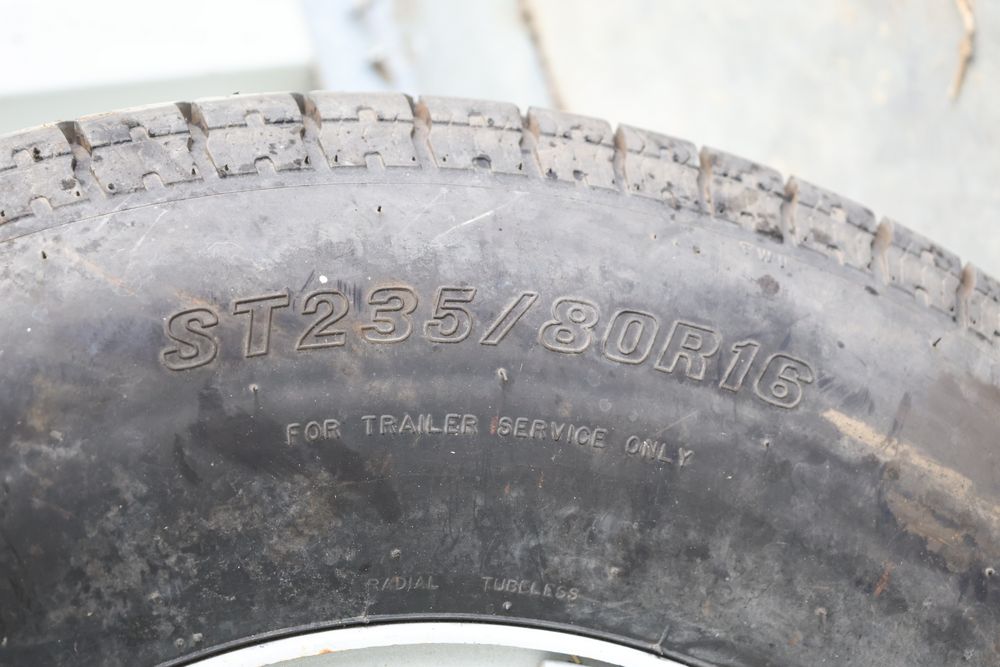 ST235/80R16
FOR TRAILER SERVICE ONLY
RADIAL TUBELESS